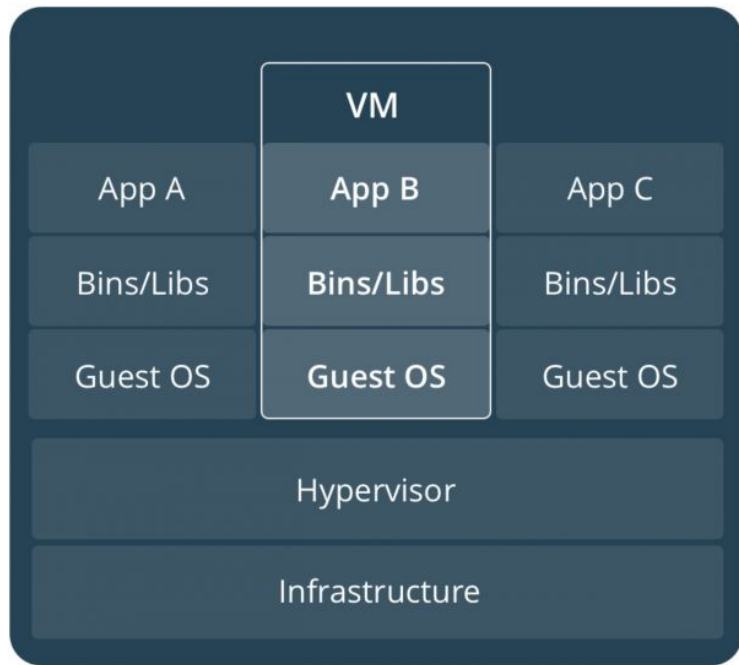 VM
App A
App B
App C
Bins/Libs
Bins/Libs
Bins/Libs
Guest OS
Guest OS
Guest OS
Hypervisor
Infrastructure